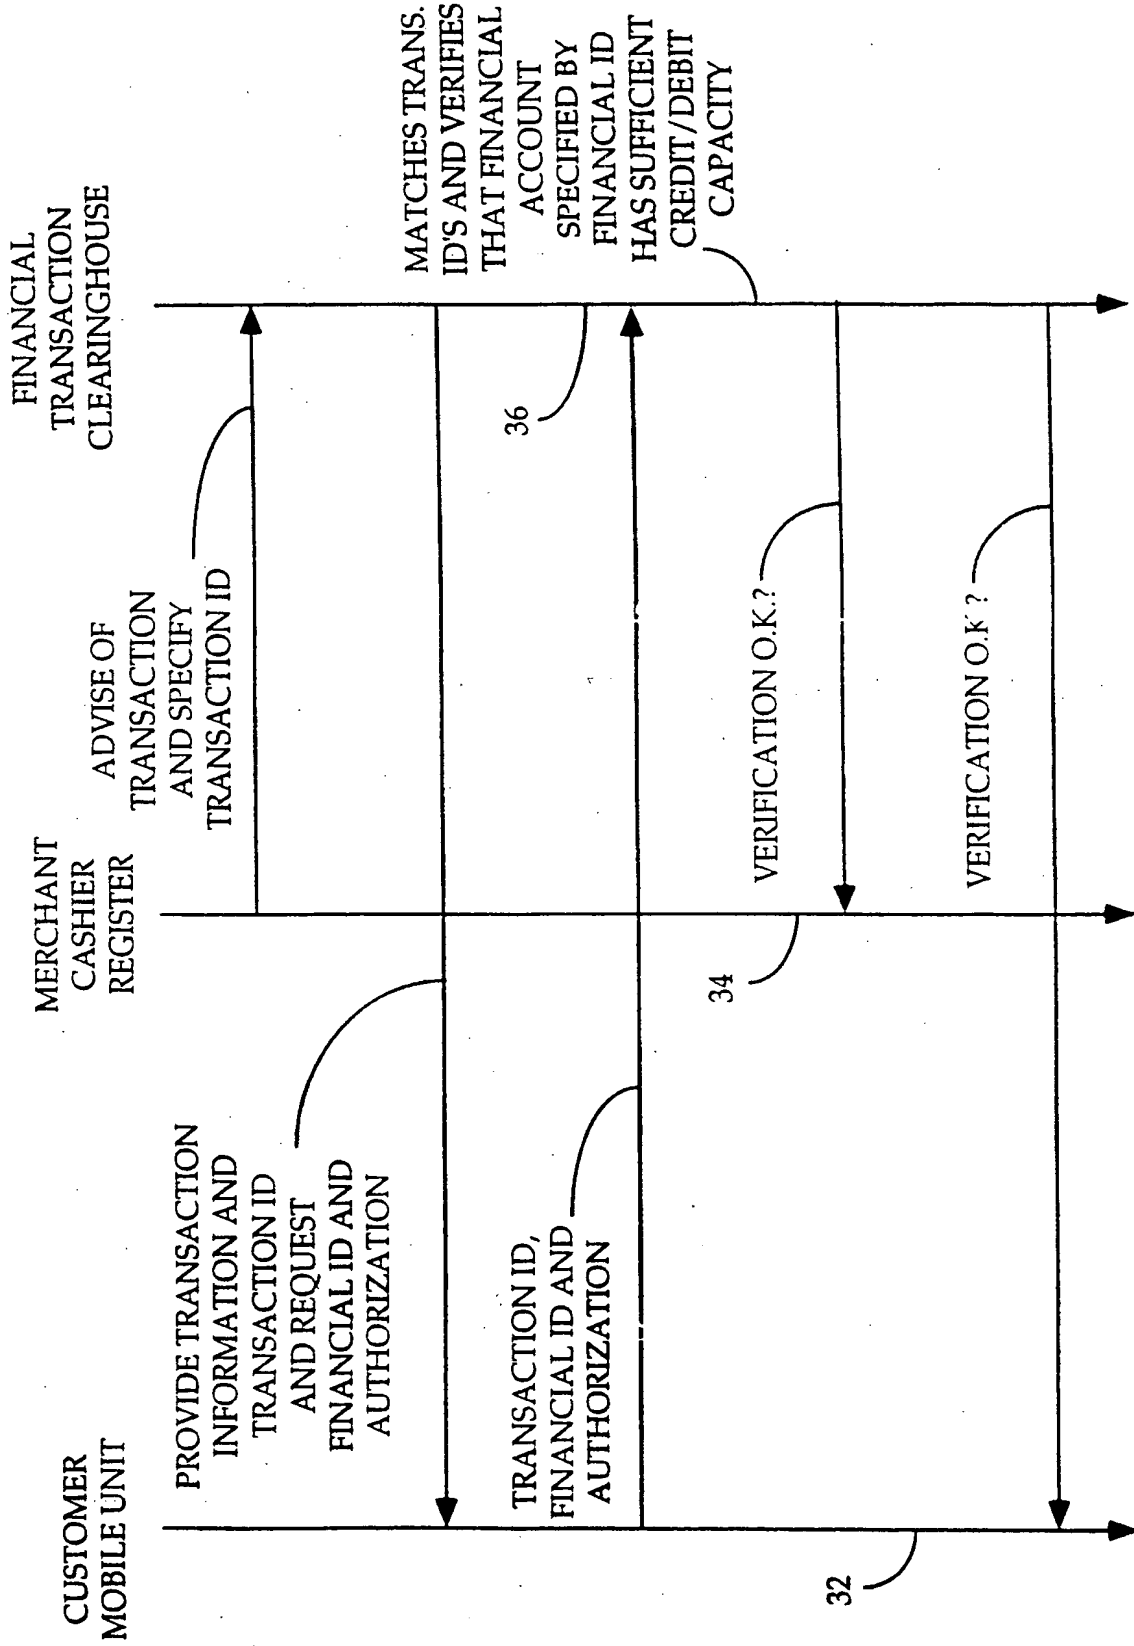 CUSTOMER
MOBILE UNIT
MERCHANT
CASHIER
REGISTER
FINANCIAL
TRANSACTION
CLEARINGHOUSE
ADVISE OF
TRANSACTION
AND SPECIFY
TRANSACTION ID
PROVIDE TRANSACTION
INFORMATION AND
TRANSACTION ID
AND REQUEST
FINANCIAL ID AND
AUTHORIZATION
36
TRANSACTION ID,
FINANCIAL ID AND
AUTHORIZATION
MATCHES TRANS.
ID'S AND VERIFIES
THAT FINANCIAL
ACCOUNT
SPECIFIED BY
FINANCIAL ID
HAS SUFFICIENT
CREDIT/DEBIT
CAPACITY
34
VERIFICATION O.K.?
32
VERIFICATION O.K ?